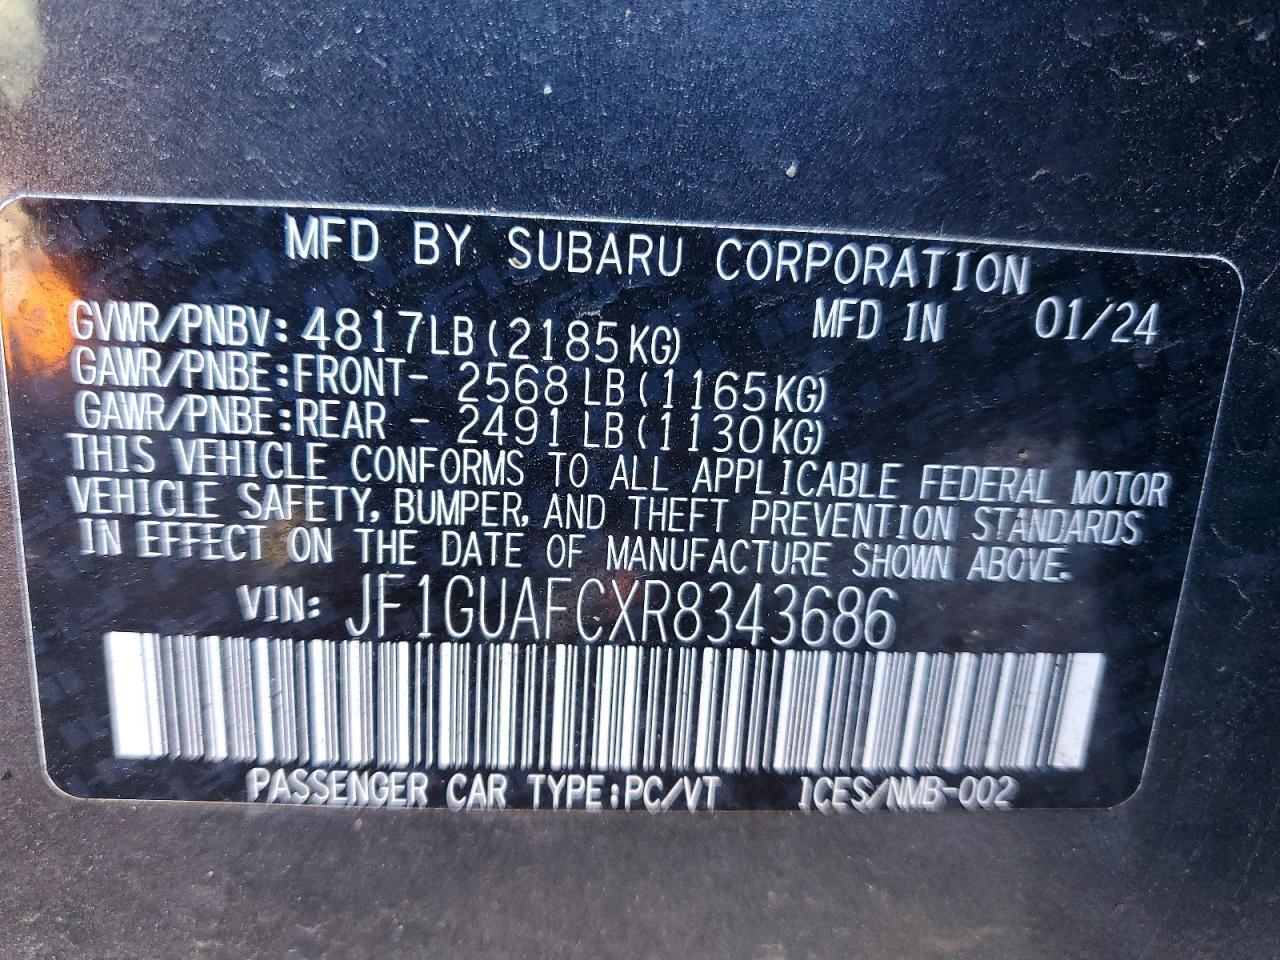 MFD BY SUBARU CORPORATION
GVWR/PNBV: 4817LB (2185KG) MFD IN 01/24
GAWR/PNBE:FRONT- 2568LB (1165KG)
GAWR/PNBE:REAR - 2491LB (1130KG)
THIS VEHICLE CONFORMS TO ALL APPLICABLE FEDERAL MOTOR
VEHICLE SAFETY, BUMPER, AND THEFT PREVENTION STANDARDS
IN EFFECT ON THE DATE OF MANUFACTURE SHOWN ABOVE.
VIN: JF1GUAFCXR8343686
PASSENGER CAR TYPE:PC/VT ICES/NMB-002